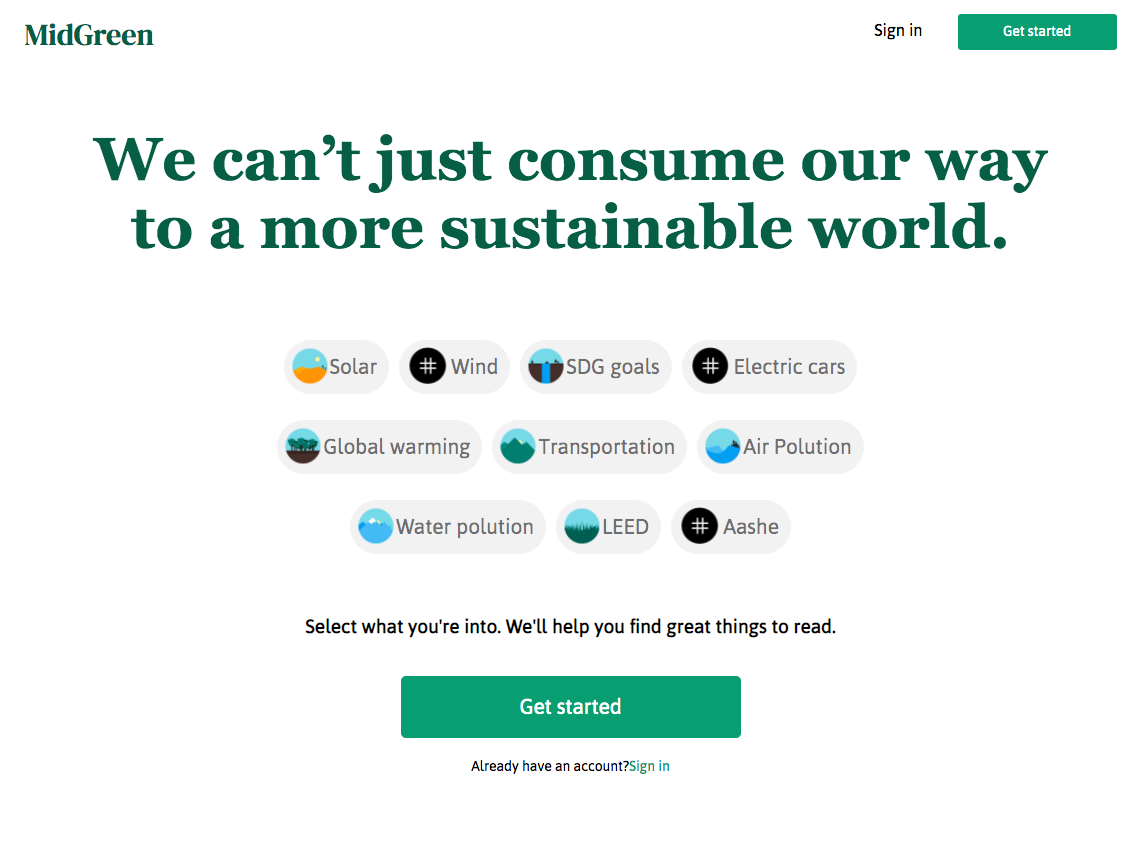 MidGreen
Sign in
Get started
We can’t just consume our way
to a more sustainable world.
Solar # Wind SDG goals # Electric cars
Global warming Transportation Air Polution
Water polution LEED # Aashe
Select what you're into. We'll help you find great things to read.
Get started
Already have an account?Sign in